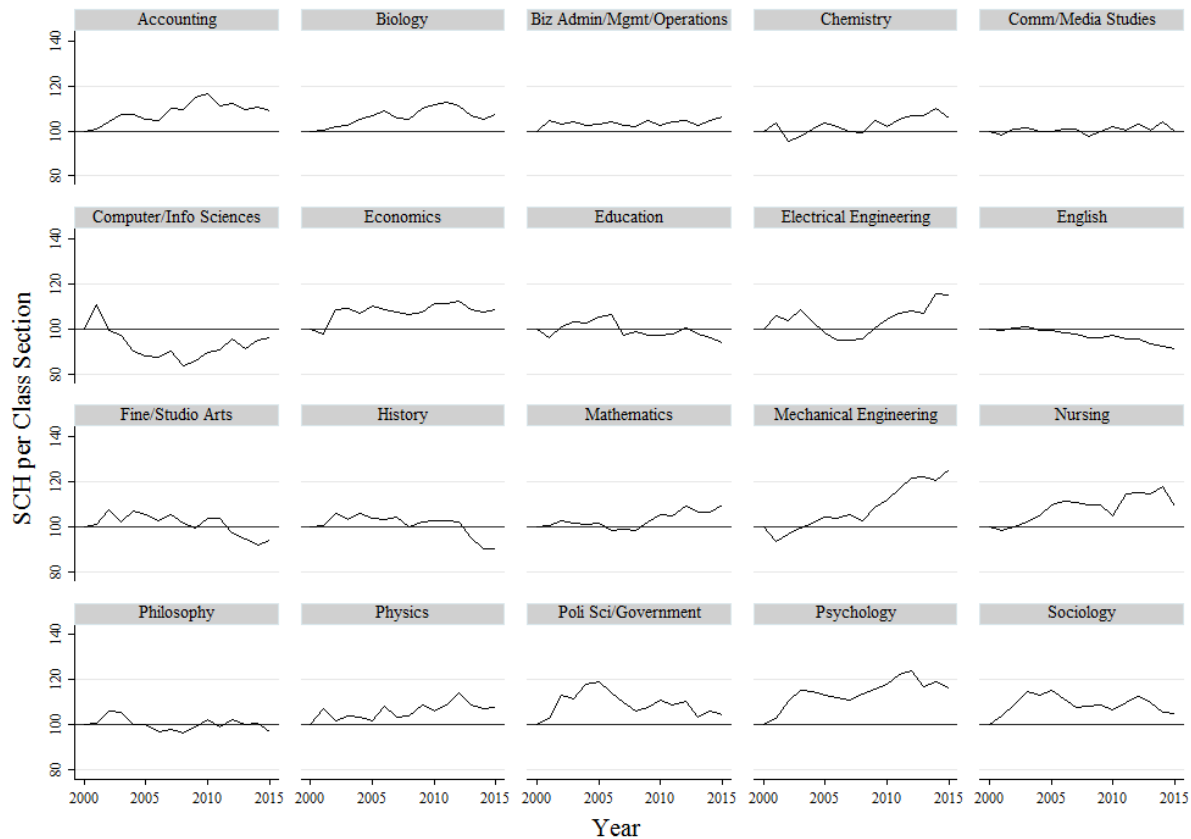 Accounting Biology Biz Admin/Mgmt/Operations Chemistry Comm/Media Studies
140
120
100
80
Computer/Info Sciences Economics Education Electrical Engineering English
140
120
100
80
Fine/Studio Arts History Mathematics Mechanical Engineering Nursing
140
120
100
80
Philosophy Physics Poli Sci/Government Psychology Sociology
140
120
100
80
2000 2005 2010 2015 2000 2005 2010 2015 2000 2005 2010 2015 2000 2005 2010 2015 2000 2005 2010 2015
SCH per Class Section
Year